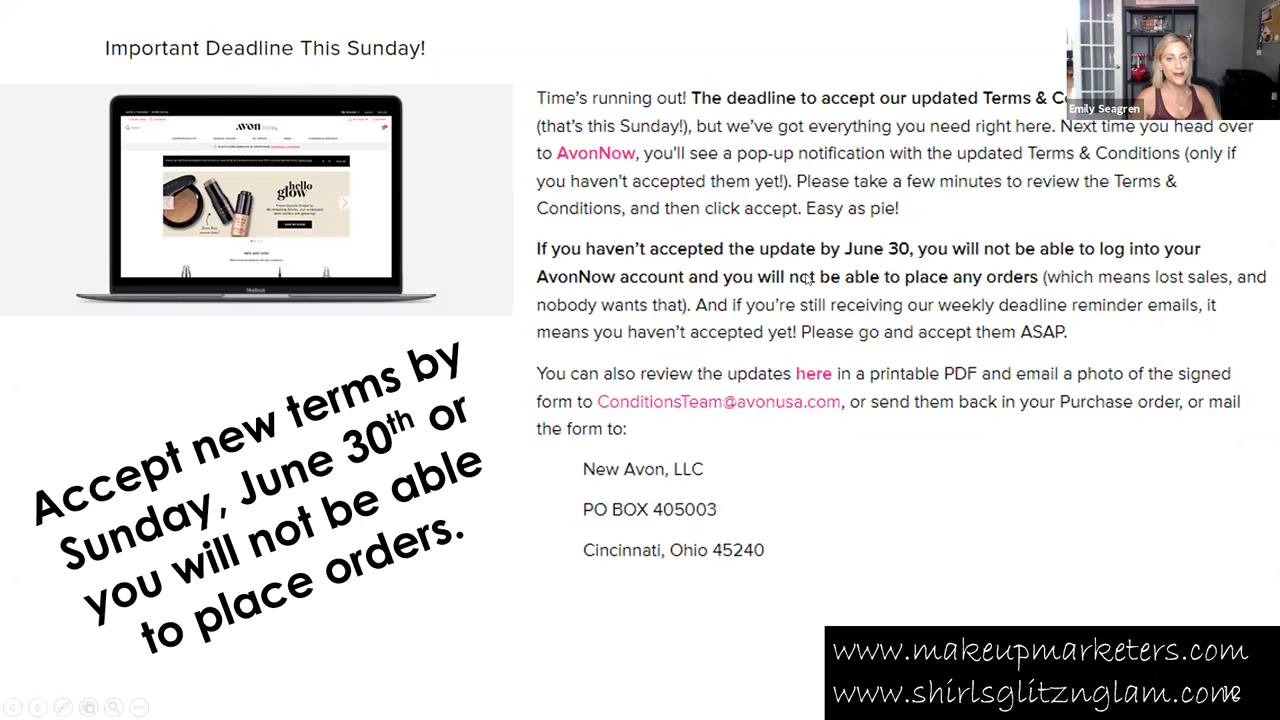 Important Deadline This Sunday!
Emily Seagren
Time's running out! The deadline to accept our updated Terms & Co
(that's this Sunday!), but we've got everything you need right here. Next time you head over
to AvonNow, you'll see a pop-up notification with the updated Terms & Conditions (only if
you haven't accepted them yet!). Please take a few minutes to review the Terms &
Conditions, and then click accept. Easy as pie!
If you haven't accepted the update by June 30, you will not be able to log into your
AvonNow account and you will not be able to place any orders (which means lost sales, and
nobody wants that). And if you're still receiving our weekly deadline reminder emails, it
means you haven't accepted yet! Please go and accept them ASAP.
You can also review the updates here in a printable PDF and email a photo of the signed
form to ConditionsTeam@avonusa.com, or send them back in your Purchase order, or mail
the form to:
New Avon, LLC
PO BOX 405003
Cincinnati, Ohio 45240
AVON
hello
glow
MacBook
Accept new terms by
Sunday, June 30th or
you will not be able
to place orders.
www.makeupmarketers.com
www.shirlsglitznglam.com